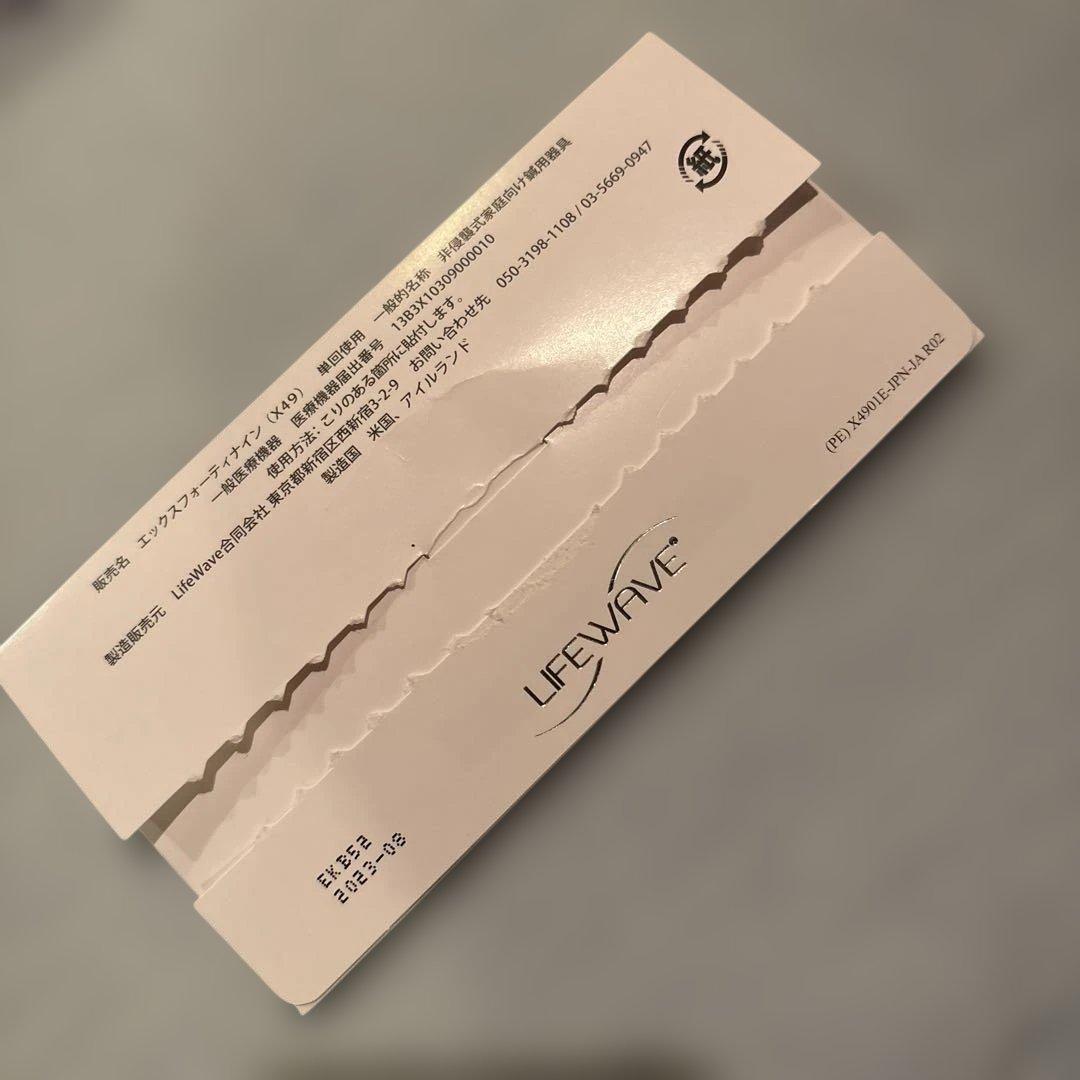 販売名 エックスフォーティナイン（X49） 単回使用 一般的名称 非侵襲式家庭向け鍼用器具
一般医療機器 医療機器届出番号 13B3X10309000010
使用方法：こりのある箇所に貼付します。
製造販売元 LifeWave合同会社 東京都新宿区西新宿3-2-9 お問い合わせ先 050-3198-1108 / 03-5669-0947
製造国 米国、アイルランド
紙
(PE) X4901E-JPN-JA R02
LIFEWAVE®
EKB52
2023-08